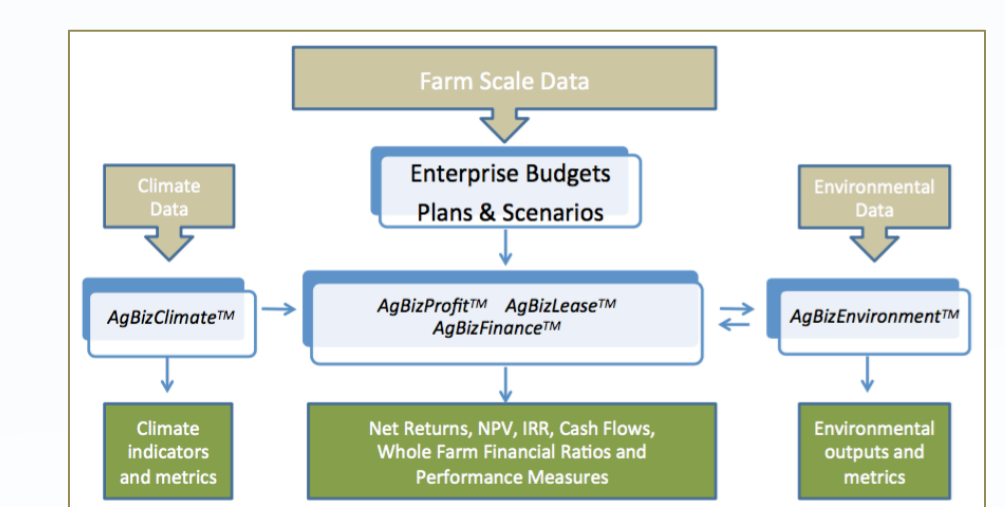 Farm Scale Data
Enterprise Budgets
Plans & Scenarios
Climate
Data
Environmental
Data
AgBizClimate™
AgBizProfit™ AgBizLease™
AgBizFinance™
AgBizEnvironment™
Climate
indicators
and metrics
Net Returns, NPV, IRR, Cash Flows,
Whole Farm Financial Ratios and
Performance Measures
Environmental
outputs and
metrics